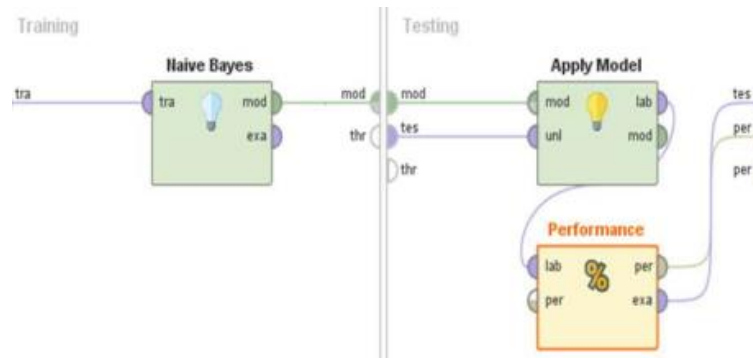 Training
Testing
Naive Bayes
Apply Model
tra
tra
mod
exa
mod
thr
mod
tes
thr
mod
unl
lab
mod
tes
per
per
Performance
lab
per
%
per
exa